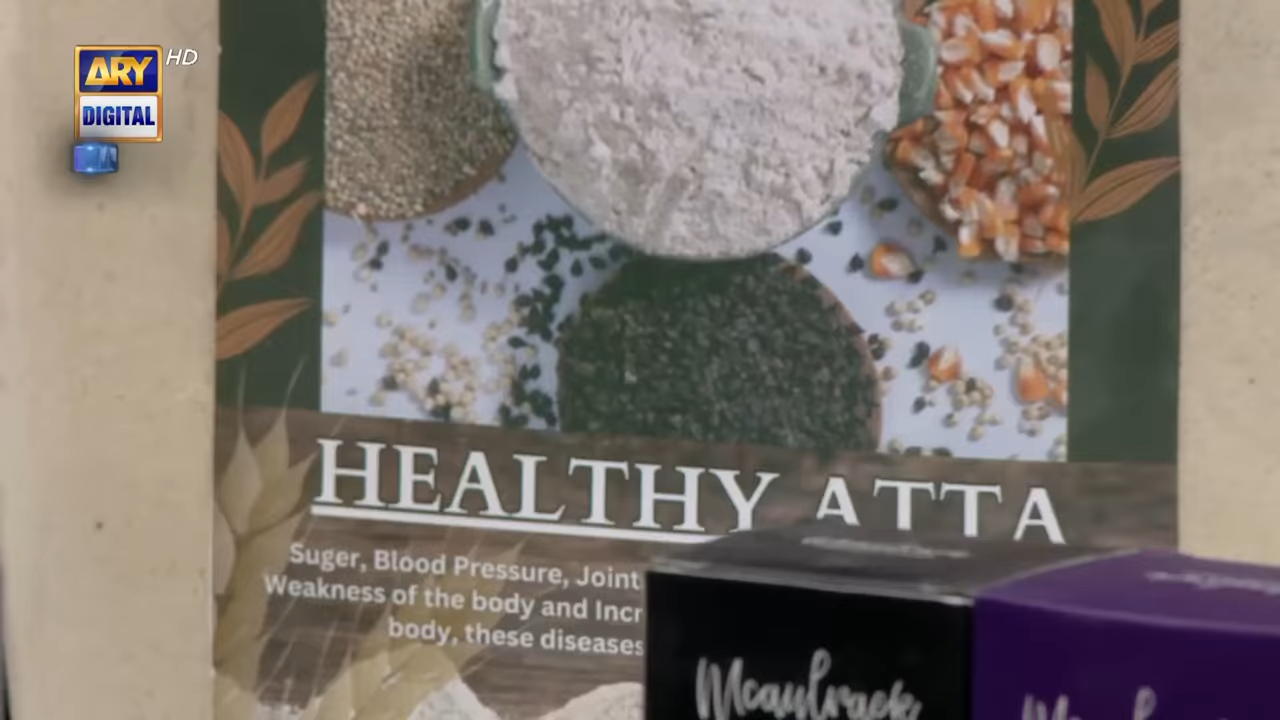 ARY
HD
DIGITAL
HEALTHY ATTA
Suger, Blood Pressure, Joint
Weakness of the body and Incr
body, these diseases